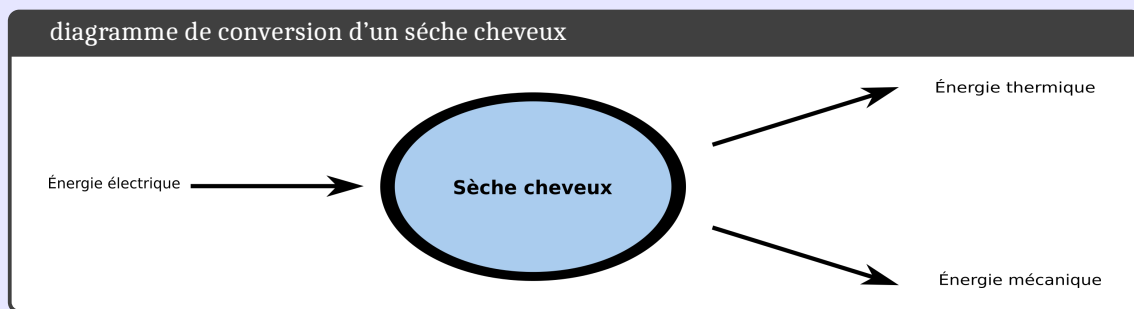 diagramme de conversion d'un séche cheveux
Énergie thermique
Énergie électrique
Sèche cheveux
Énergie mécanique